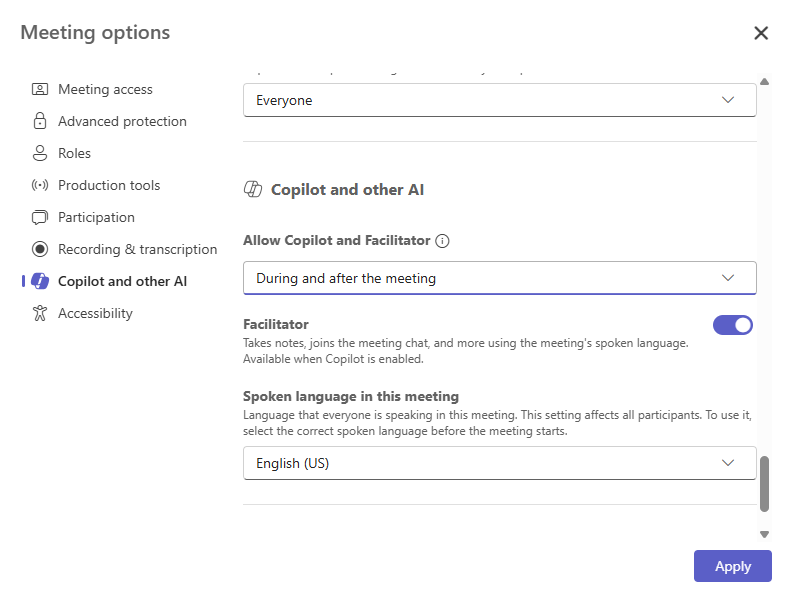 Meeting options
Meeting access
Advanced protection
Roles
Production tools
Participation
Recording & transcription
Copilot and other AI
Accessibility
Everyone
Copilot and other AI
Allow Copilot and Facilitator
During and after the meeting
Facilitator
Takes notes, joins the meeting chat, and more using the meeting's spoken language.
Available when Copilot is enabled.
Spoken language in this meeting
Language that everyone is speaking in this meeting. This setting affects all participants. To use it,
select the correct spoken language before the meeting starts.
English (US)
Apply